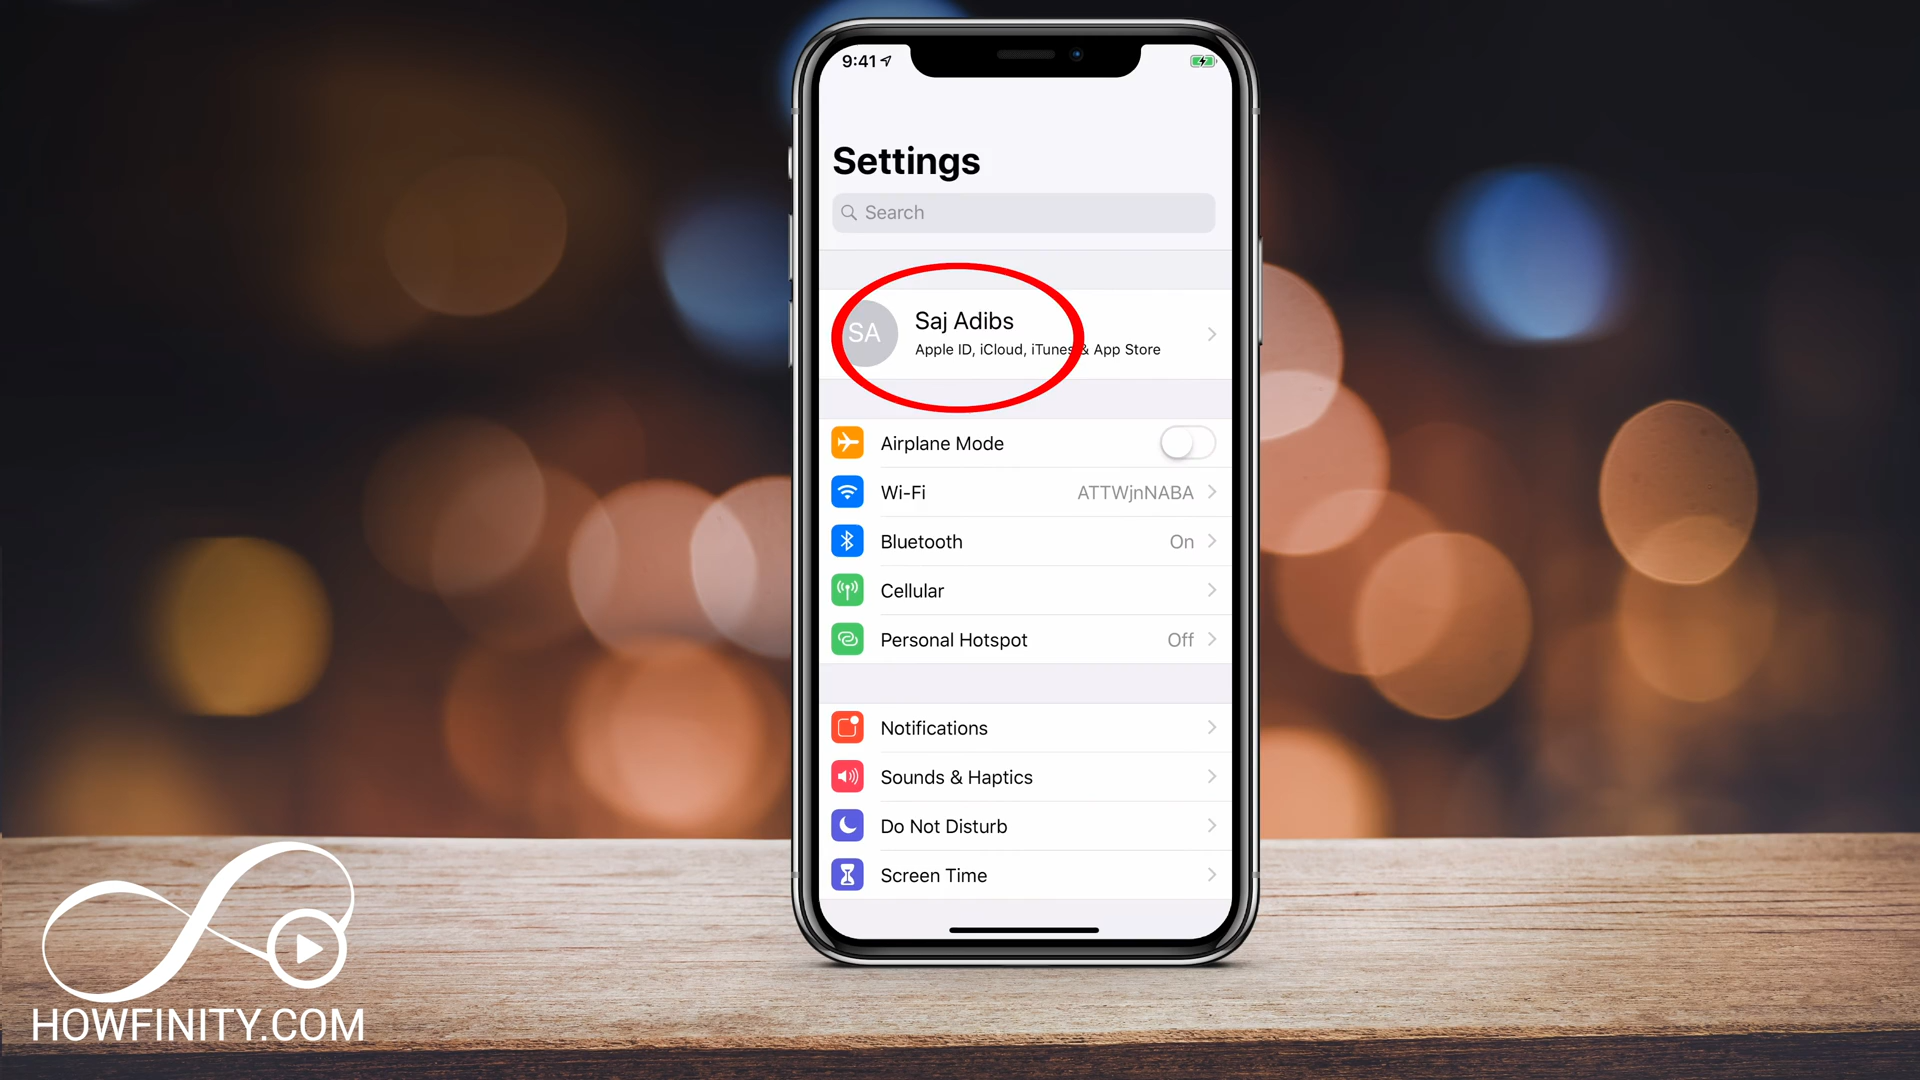 9:41
Settings
Search
SA
Saj Adibs
Apple ID, iCloud, iTunes & App Store
Airplane Mode
Wi-Fi ATTWjnNABA
Bluetooth On
Cellular
Personal Hotspot Off
Notifications
Sounds & Haptics
Do Not Disturb
Screen Time
HOWFINITY.COM